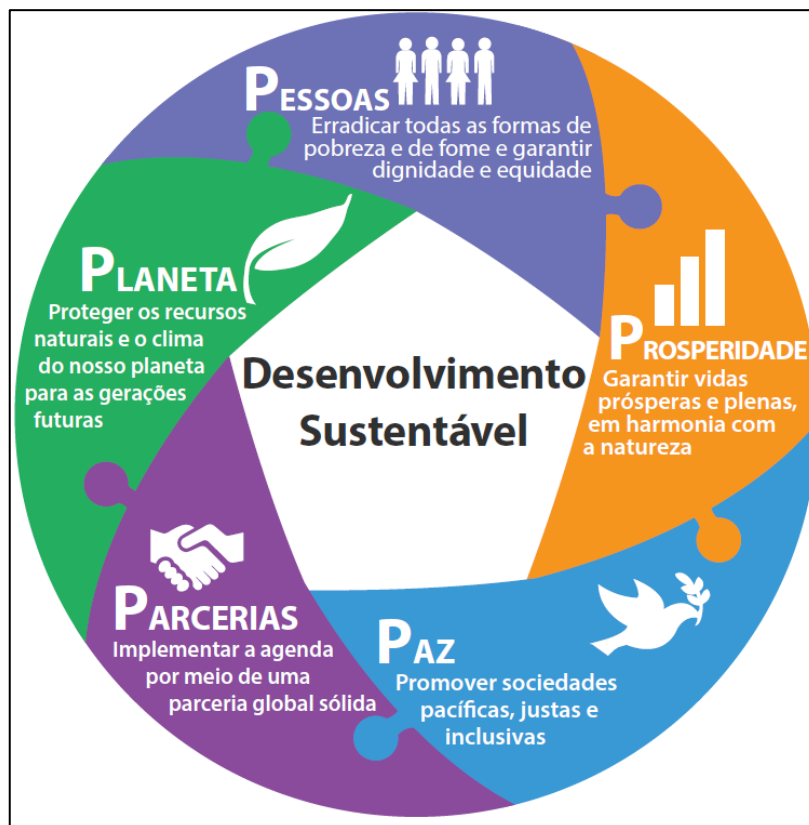 PESSOAS
Erradicar todas as formas de
pobreza e de fome e garantir
dignidade e equidade
PROSPERIDADE
Garantir vidas
prósperas e plenas,
em harmonia com
a natureza
PAZ
Promover sociedades
pacíficas, justas e
inclusivas
PARCERIAS
Implementar a agenda
por meio de uma
parceria global sólida
PLANETA
Proteger os recursos
naturais e o clima
do nosso planeta
para as gerações
futuras
Desenvolvimento
Sustentável